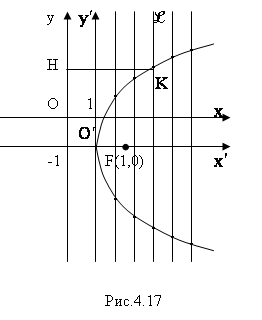 y y′ ℒ
H
K
O 1 x
O′
-1 F(1,0) x′
Рис.4.17